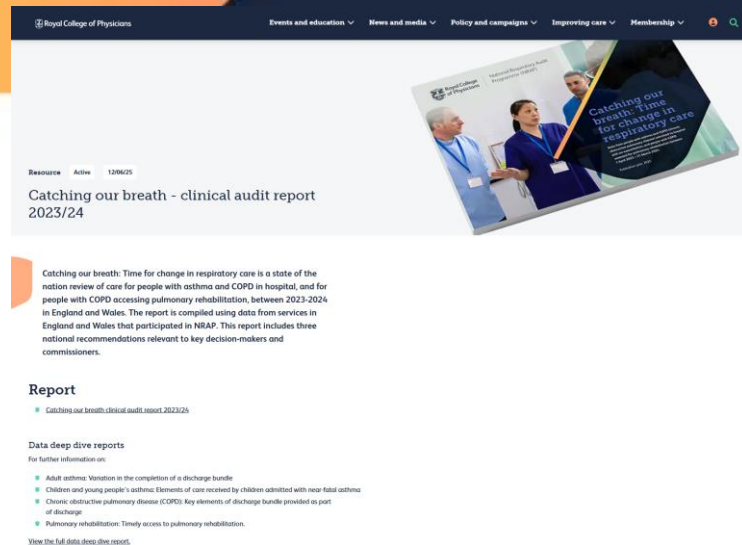 Royal College of Physicians
Events and education
News and media
Policy and campaigns
Improving care
Membership
Royal College of Physicians
National Respiratory Audit Programme (NRAP)
Catching our
breath: Time
for change in
respiratory care
Resource Active 12/06/25
Catching our breath - clinical audit report
2023/24
Catching our breath: Time for change in respiratory care is a state of the
nation review of care for people with asthma and COPD in hospital, and for
people with COPD accessing pulmonary rehabilitation, between 2023-2024
in England and Wales. The report is compiled using data from services in
England and Wales that participated in NRAP. This report includes three
national recommendations relevant to key decision-makers and
commissioners.
Report
Catching our breath clinical audit report 2023/24
Data deep dive reports
For further information on:
Adult asthma: Variation in the completion of a discharge bundle
Children and young people's asthma: Elements of care received by children admitted with near-fatal asthma
Chronic obstructive pulmonary disease (COPD): Key elements of discharge bundle provided as part
of discharge
Pulmonary rehabilitation: Timely access to pulmonary rehabilitation.
View the full data deep dive report.